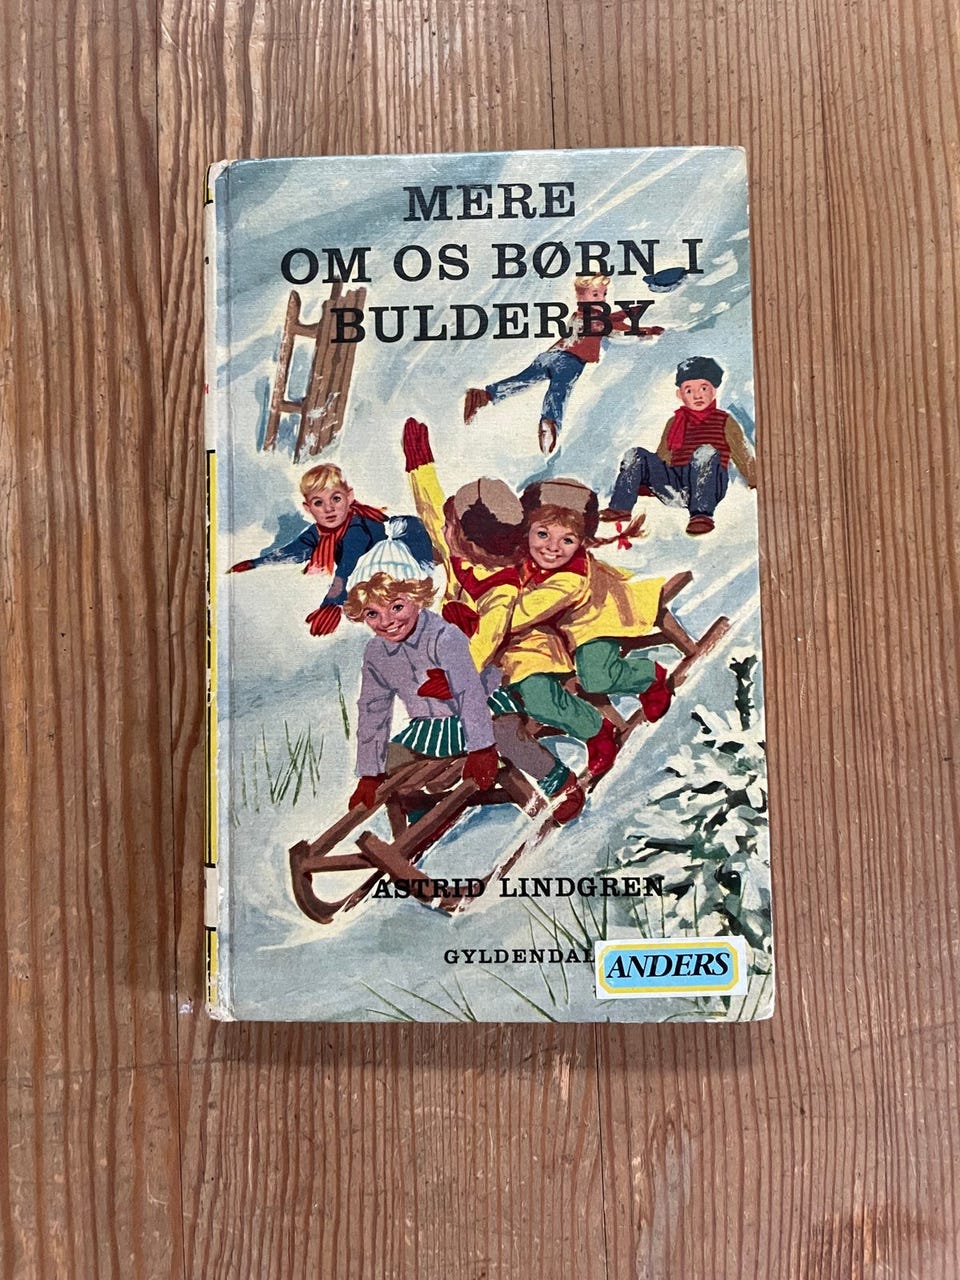 MERE
OM OS BØRN I
BULDERBY
ASTRID LINDGREN
GYLDENDAL
ANDERS